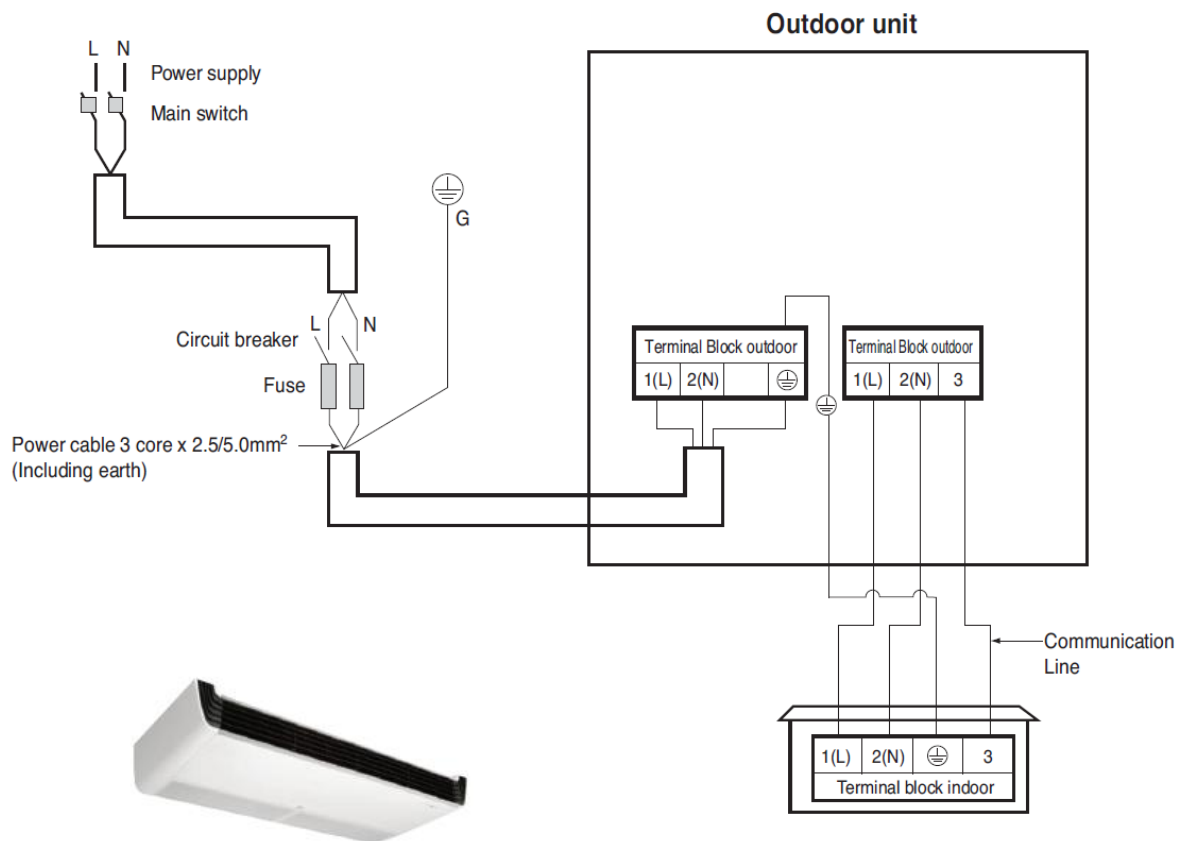 Outdoor unit
L N
Power supply
Main switch
G
L N
Circuit breaker
Fuse
Power cable 3 core x 2.5/5.0mm²
(Including earth)
Terminal Block outdoor
1(L) 2(N)
Terminal Block outdoor
1(L) 2(N) 3
Communication
Line
1(L) 2(N) 3
Terminal block indoor